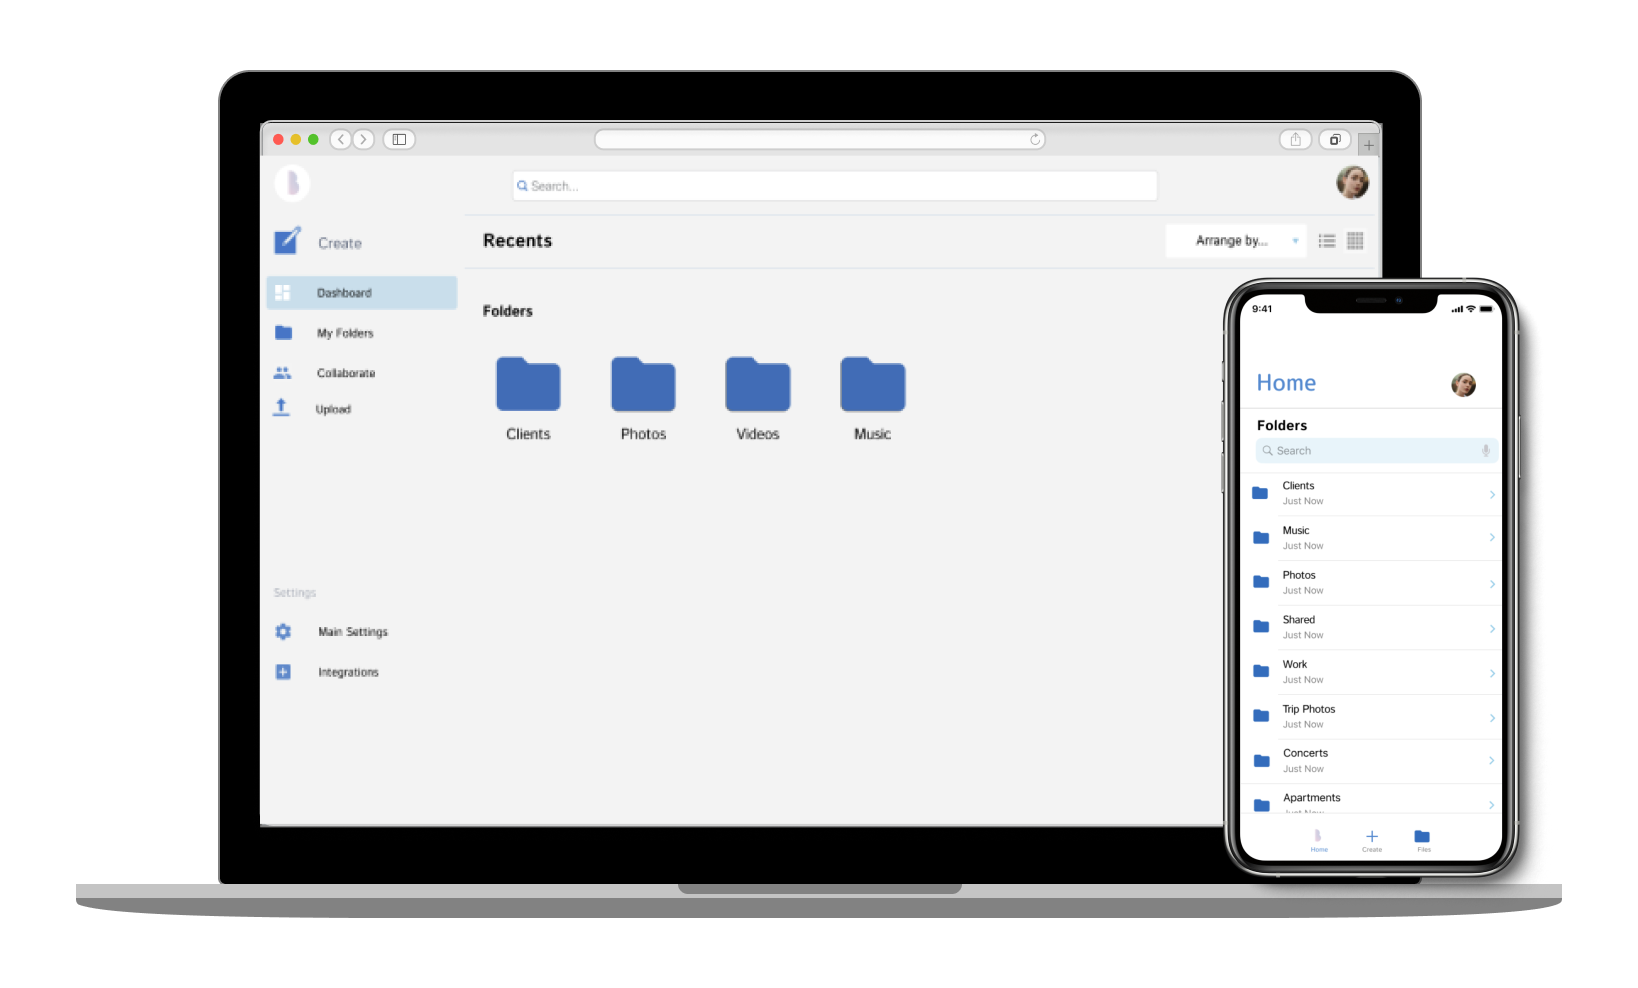 Search...
Create
Recents
Arrange by...
Dashboard
My Folders
Collaborate
Upload
Folders
Clients
Photos
Videos
Music
Settings
Main Settings
Integrations
9:41
Home
Folders
Search
Clients
Just Now
Music
Just Now
Photos
Just Now
Shared
Just Now
Work
Just Now
Trip Photos
Just Now
Concerts
Just Now
Apartments
Just Now
Home
Create
Files